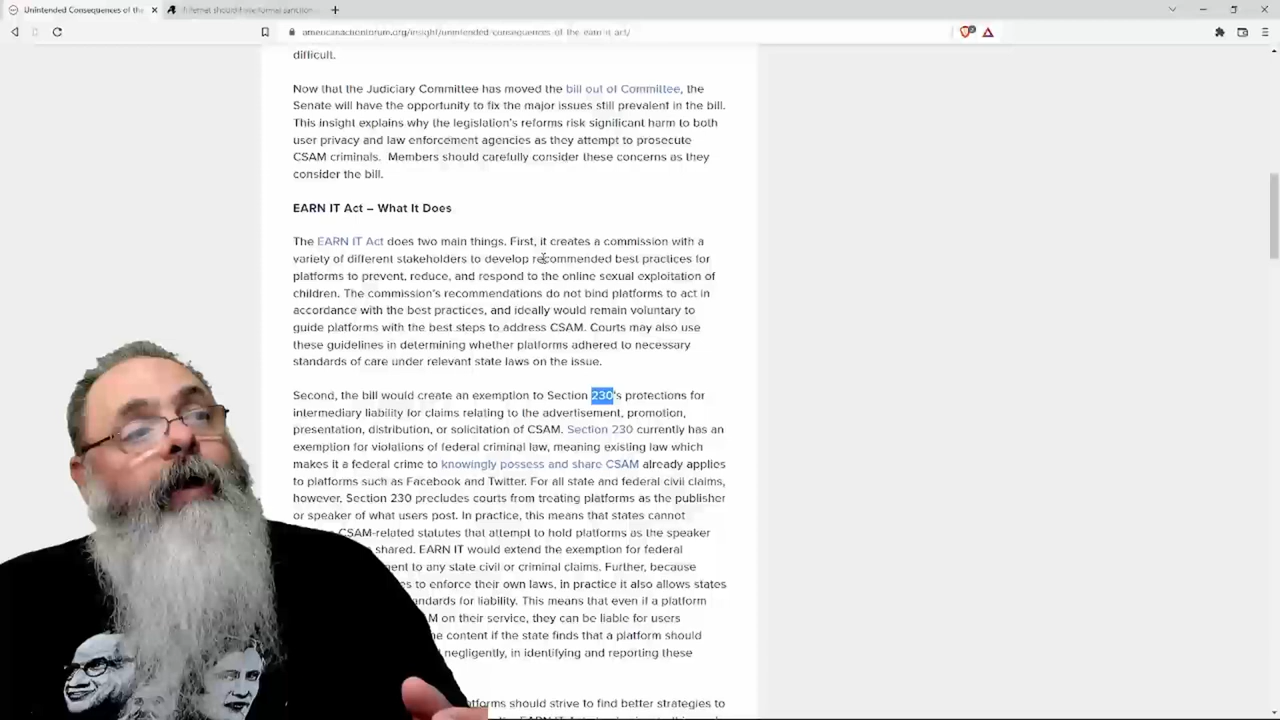 Unintended Consequences of the
Internet should have formal sanction
americanactionforum.org/insight/unintended-consequences-of-the-earn-it-act/
difficult.
Now that the Judiciary Committee has moved the bill out of Committee, the
Senate will have the opportunity to fix the major issues still prevalent in the bill.
This insight explains why the legislation's reforms risk significant harm to both
user privacy and law enforcement agencies as they attempt to prosecute
CSAM criminals. Members should carefully consider these concerns as they
consider the bill.
EARN IT Act – What It Does
The EARN IT Act does two main things. First, it creates a commission with a
variety of different stakeholders to develop recommended best practices for
platforms to prevent, reduce, and respond to the online sexual exploitation of
children. The commission's recommendations do not bind platforms to act in
accordance with the best practices, and ideally would remain voluntary to
guide platforms with the best steps to address CSAM. Courts may also use
these guidelines in determining whether platforms adhered to necessary
standards of care under relevant state laws on the issue.
Second, the bill would create an exemption to Section 230's protections for
intermediary liability for claims relating to the advertisement, promotion,
presentation, distribution, or solicitation of CSAM. Section 230 currently has an
exemption for violations of federal criminal law, meaning existing law which
makes it a federal crime to knowingly possess and share CSAM already applies
to platforms such as Facebook and Twitter. For all state and federal civil claims,
however, Section 230 precludes courts from treating platforms as the publisher
or speaker of what users post. In practice, this means that states cannot
CSAM-related statutes that attempt to hold platforms as the speaker
shared. EARN IT would extend the exemption for federal
to any state civil or criminal claims. Further, because
to enforce their own laws, in practice it also allows states
for liability. This means that even if a platform
on their service, they can be liable for users
content if the state finds that a platform should
negligently, in identifying and reporting these
should strive to find better strategies to